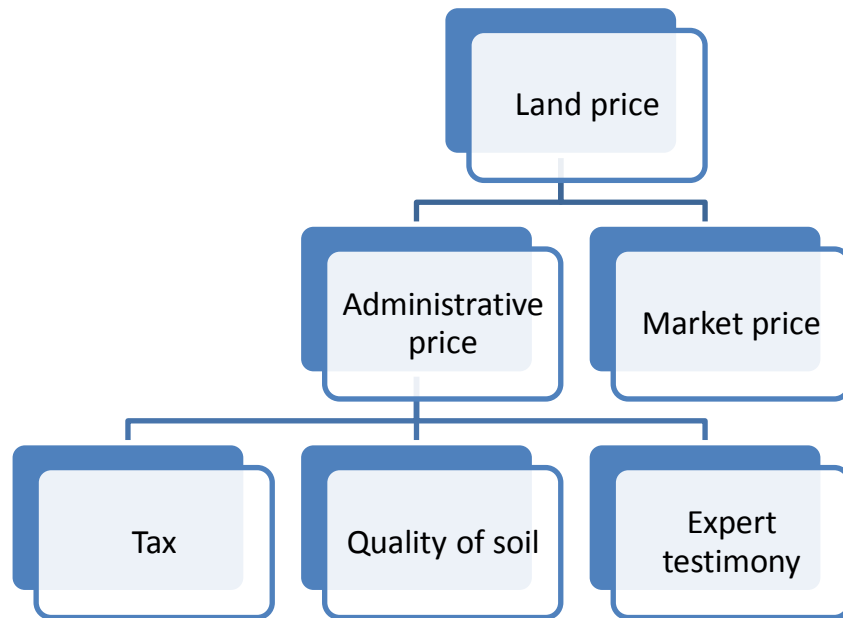 Land price
Administrative
price
Market price
Tax
Quality of soil
Expert
testimony